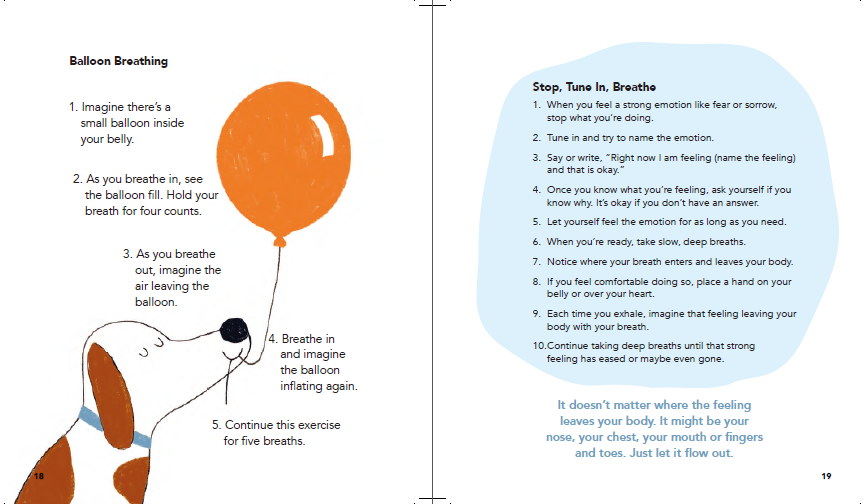 Balloon Breathing
1. Imagine there's a
small balloon inside
your belly.
2. As you breathe in, see
the balloon fill. Hold your
breath for four counts.
3. As you breathe
out, imagine the
air leaving the
balloon.
4. Breathe in
and imagine
the balloon
inflating again.
5. Continue this exercise
for five breaths.
18
Stop, Tune In, Breathe
1. When you feel a strong emotion like fear or sorrow,
stop what you're doing.
2. Tune in and try to name the emotion.
3. Say or write, "Right now I am feeling (name the feeling)
and that is okay."
4. Once you know what you're feeling, ask yourself if you
know why. It's okay if you don't have an answer.
5. Let yourself feel the emotion for as long as you need.
6. When you're ready, take slow, deep breaths.
7. Notice where your breath enters and leaves your body.
8. If you feel comfortable doing so, place a hand on your
belly or over your heart.
9. Each time you exhale, imagine that feeling leaving your
body with your breath.
10.Continue taking deep breaths until that strong
feeling has eased or maybe even gone.
It doesn't matter where the feeling
leaves your body. It might be your
nose, your chest, your mouth or fingers
and toes. Just let it flow out.
19